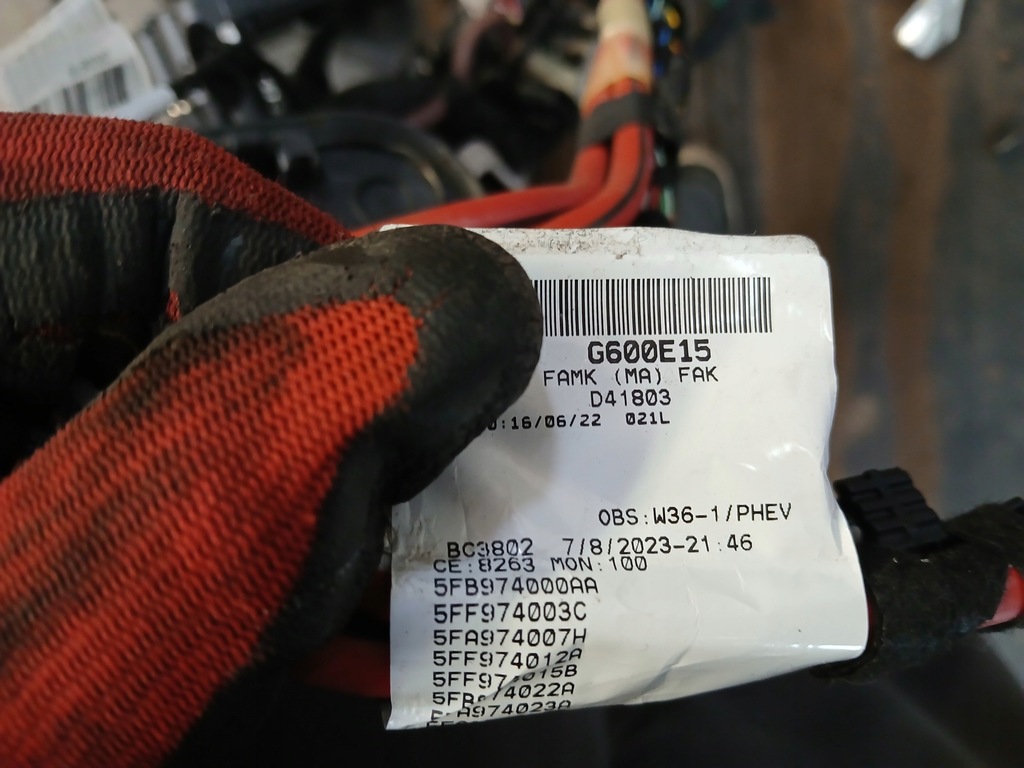 G600E15
FAMK (MA) FAK
D41803
:16/06/22 021L
OBS:W36-1/PHEV
BC3802 7/8/2023-21:46
CE:8263 MON:100
5FB974000AA
5FF974003C
5FA974007H
5FF974012A